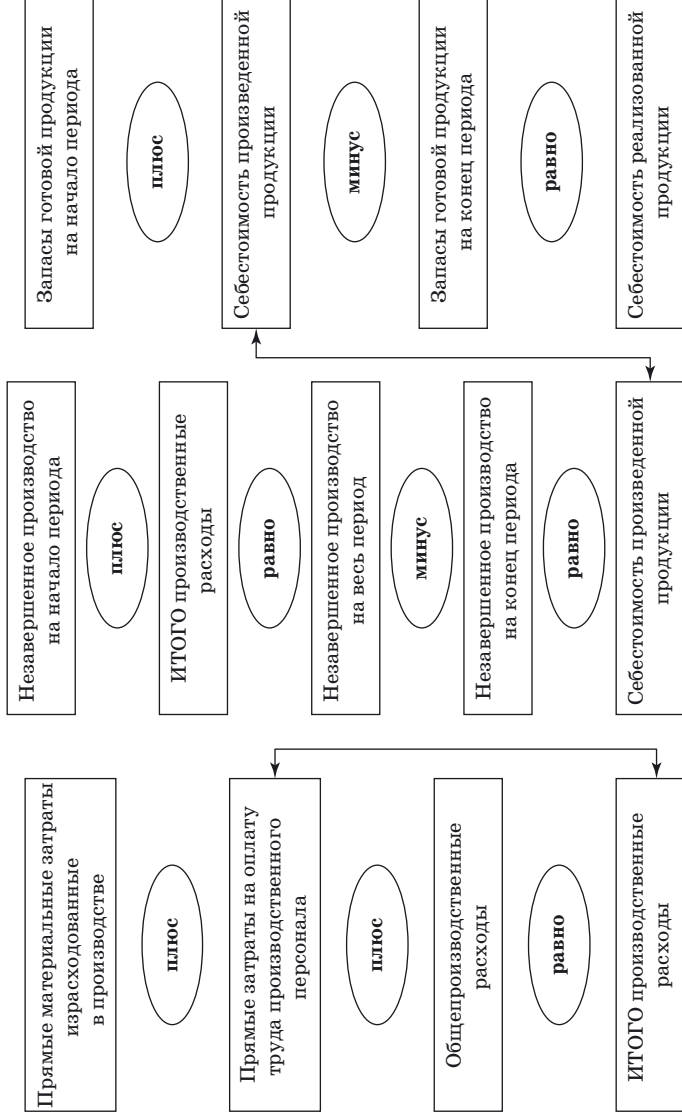 Прямые материальные затраты
израсходованные
в производстве
плюс
Прямые затраты на оплату
труда производственного
персонала
плюс
Общепроизводственные
расходы
равно
ИТОГО производственные
расходы
Незавершенное производство
на начало периода
плюс
ИТОГО производственные
расходы
равно
Незавершенное производство
на весь период
минус
Незавершенное производство
на конец периода
равно
Себестоимость произведенной
продукции
Запасы готовой продукции
на начало периода
плюс
Себестоимость произведенной
продукции
минус
Запасы готовой продукции
на конец периода
равно
Себестоимость реализованной
продукции